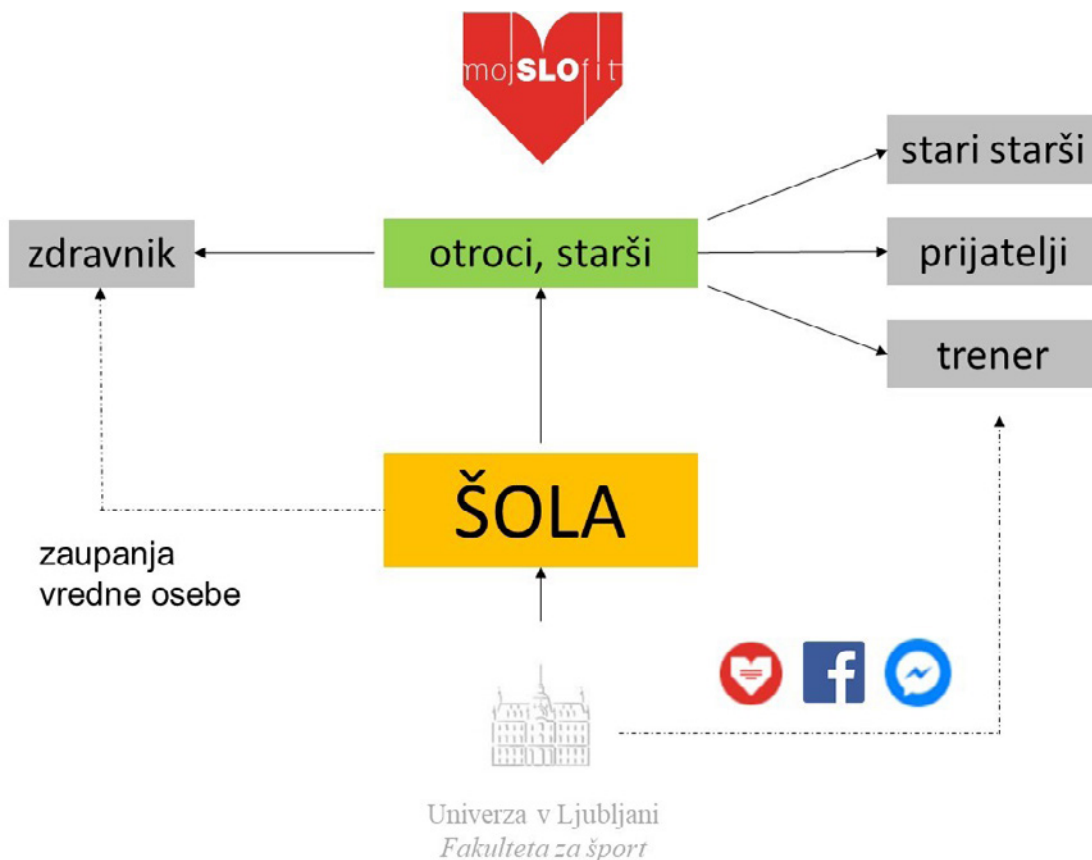 mojSLOfit
stari starši
zdravnik
otroci, starši
prijatelji
trener
ŠOLA
zaupanja
vredne osebe
Univerza v Ljubljani
Fakulteta za šport